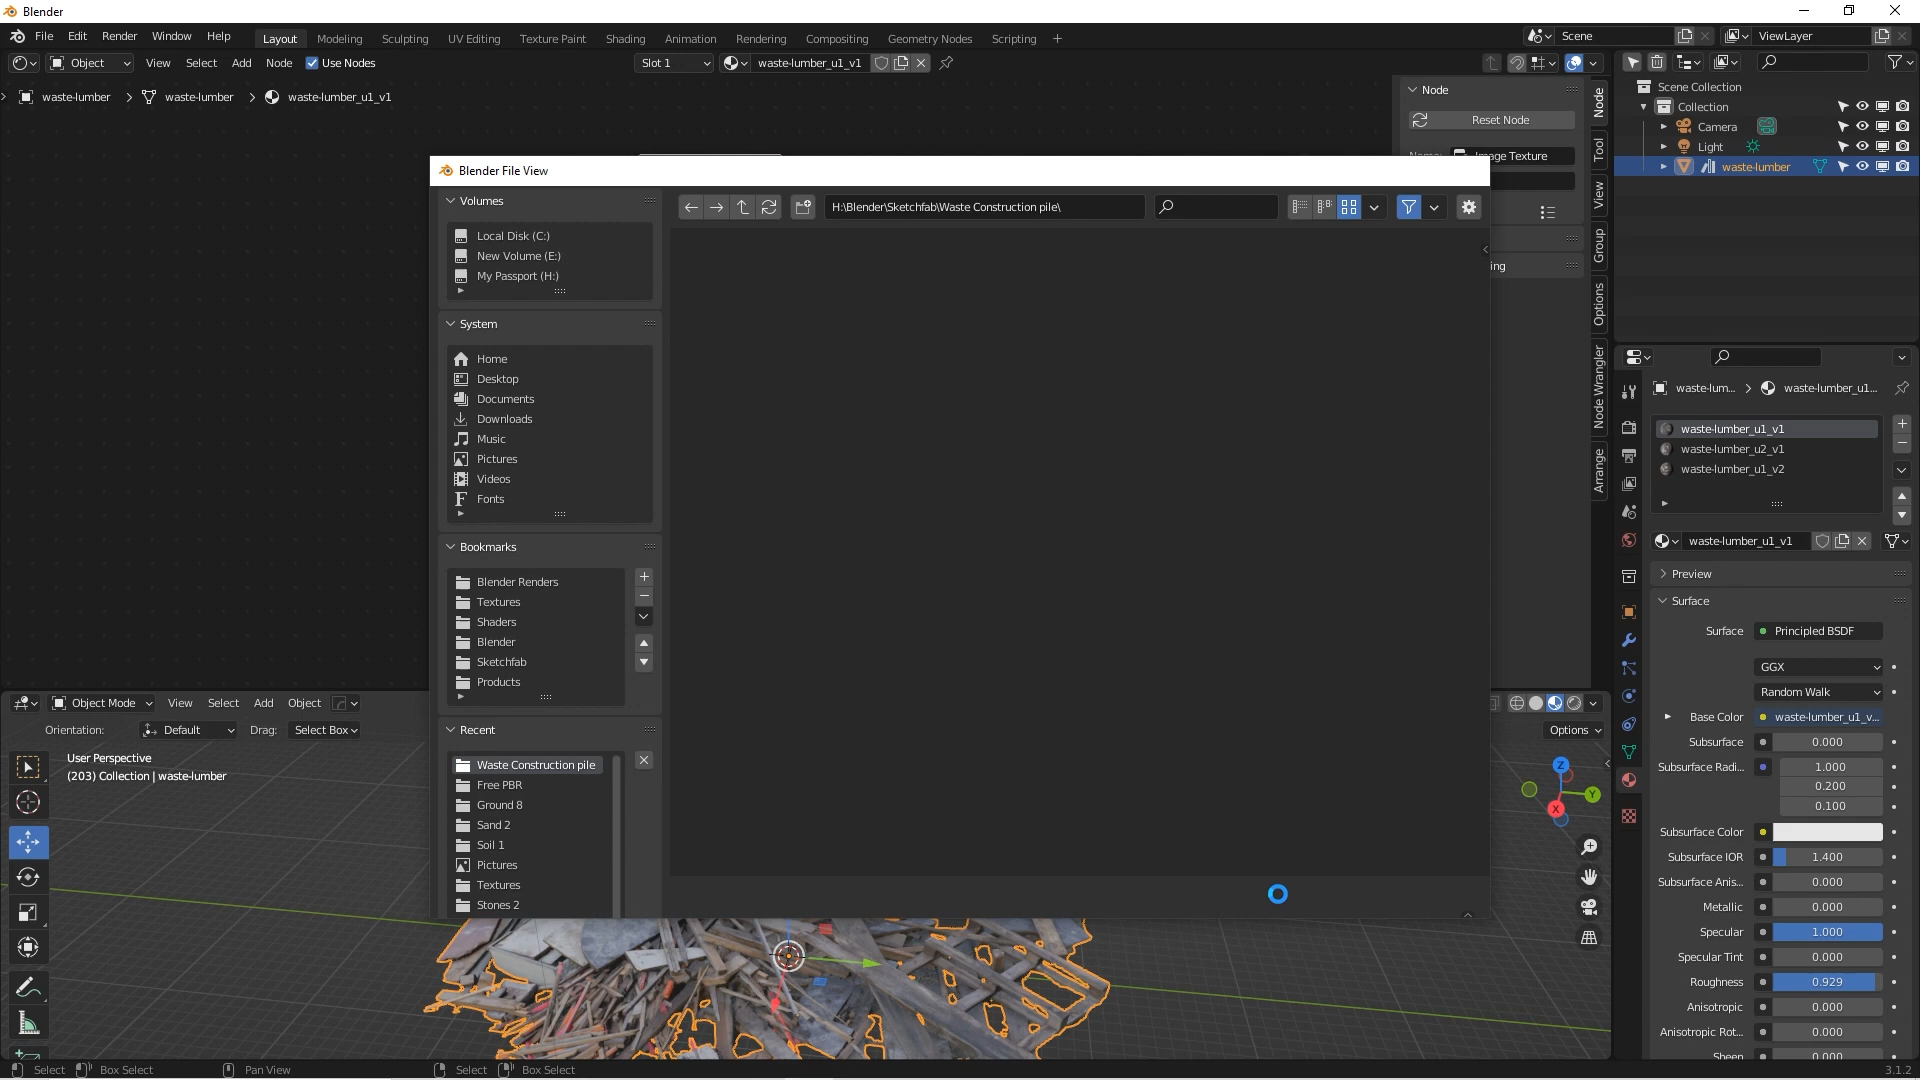 Blender
File Edit Render Window Help Layout Modeling Sculpting UV Editing Texture Paint Shading Animation Rendering Compositing Geometry Nodes Scripting + Scene ViewLayer
Object View Select Add Node Use Nodes Slot 1 waste-lumber_u1_v1
waste-lumber > waste-lumber > waste-lumber_u1_v1
Node
Reset Node
Image Texture
ing
Node
Tool
View
Group
Options
Node Wrangler
Arrange
Scene Collection
Collection
Camera
Light
waste-lumber
Blender File View
Volumes
H:\Blender\Sketchfab\Waste Construction pile\
Local Disk (C:)
New Volume (E:)
My Passport (H:)
System
Home
Desktop
Documents
Downloads
Music
Pictures
Videos
Fonts
Bookmarks
Blender Renders
Textures
Shaders
Blender
Sketchfab
Products
Recent
Waste Construction pile
Free PBR
Ground 8
Sand 2
Soil 1
Pictures
Textures
Stones 2
waste-lum... > waste-lumber_u1...
waste-lumber_u1_v1
waste-lumber_u2_v1
waste-lumber_u1_v2
waste-lumber_u1_v1
Preview
Surface
Surface Principled BSDF
GGX
Random Walk
Base Color waste-lumber_u1_v...
Subsurface 0.000
Subsurface Radi... 1.000
0.200
0.100
Subsurface Color
Subsurface IOR 1.400
Subsurface Anis... 0.000
Metallic 0.000
Specular 1.000
Specular Tint 0.000
Roughness 0.929
Anisotropic 0.000
Anisotropic Rot... 0.000
Sheen 0.000
Object Mode View Select Add Object
Orientation: Default Drag: Select Box Options
User Perspective
(203) Collection | waste-lumber
Z
Y
X
Select Box Select Pan View Select Box Select 3.1.2